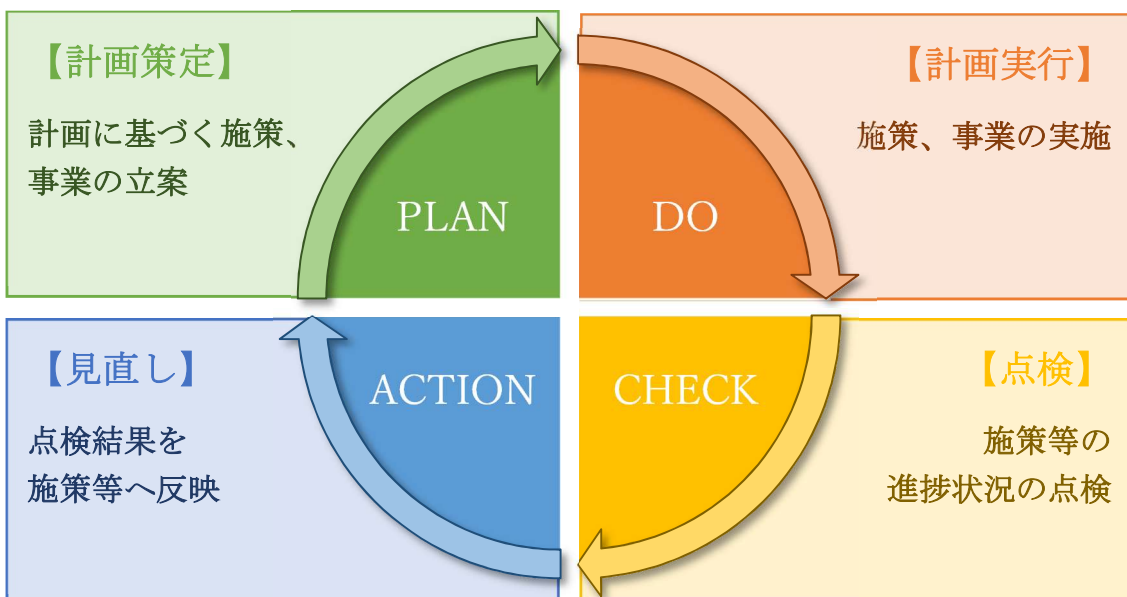 【計画策定】
計画に基づく施策、
事業の立案
PLAN
【計画実行】
施策、事業の実施
DO
【見直し】
点検結果を
施策等へ反映
ACTION
【点検】
施策等の
進捗状況の点検
CHECK